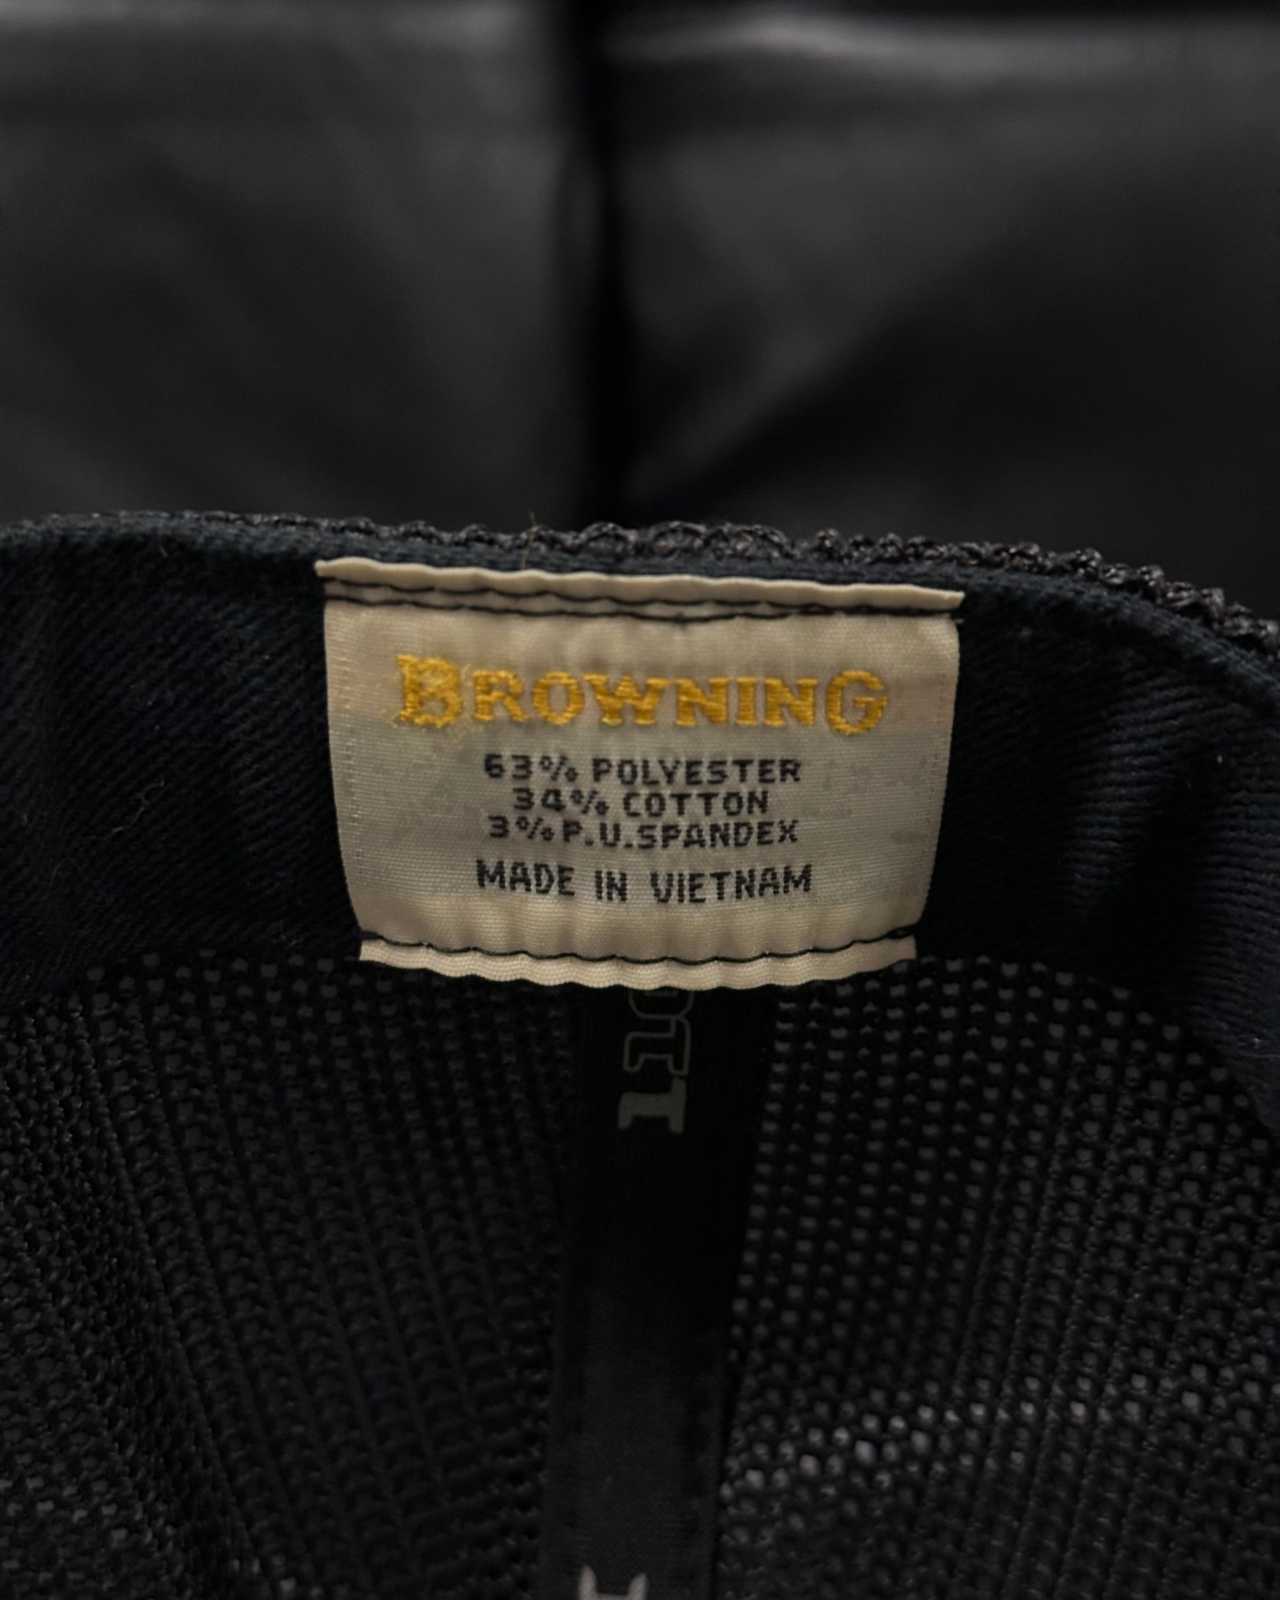 BROWNING
63% POLYESTER
34% COTTON
3% P.U.SPANDEX
MADE IN VIETNAM